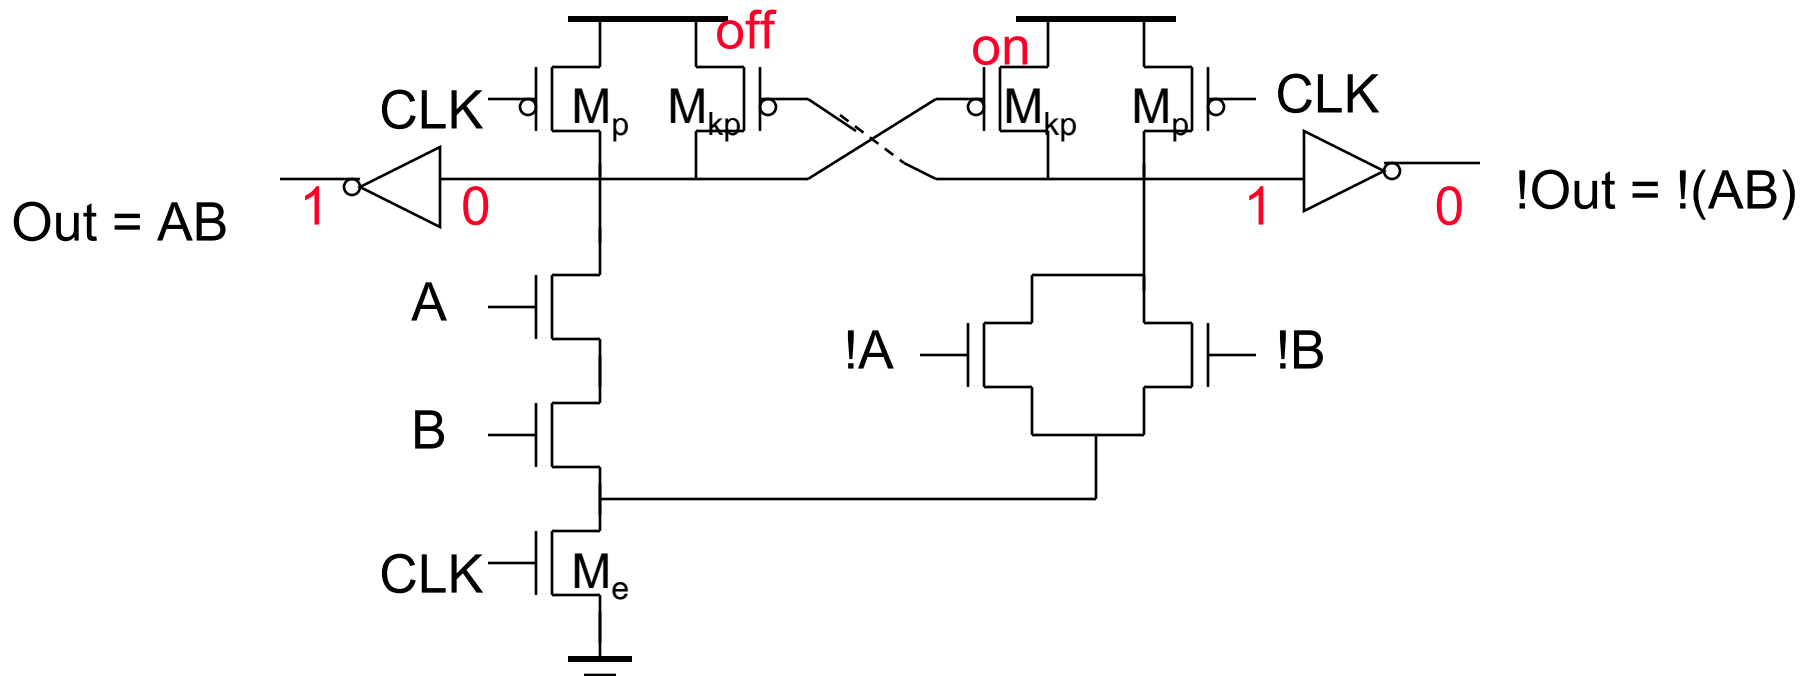 off
on
CLK
Mp
Mkp
Mkp
Mp
CLK
Out = AB
1
0
1
0
!Out = !(AB)
A
!A
!B
B
CLK
Me